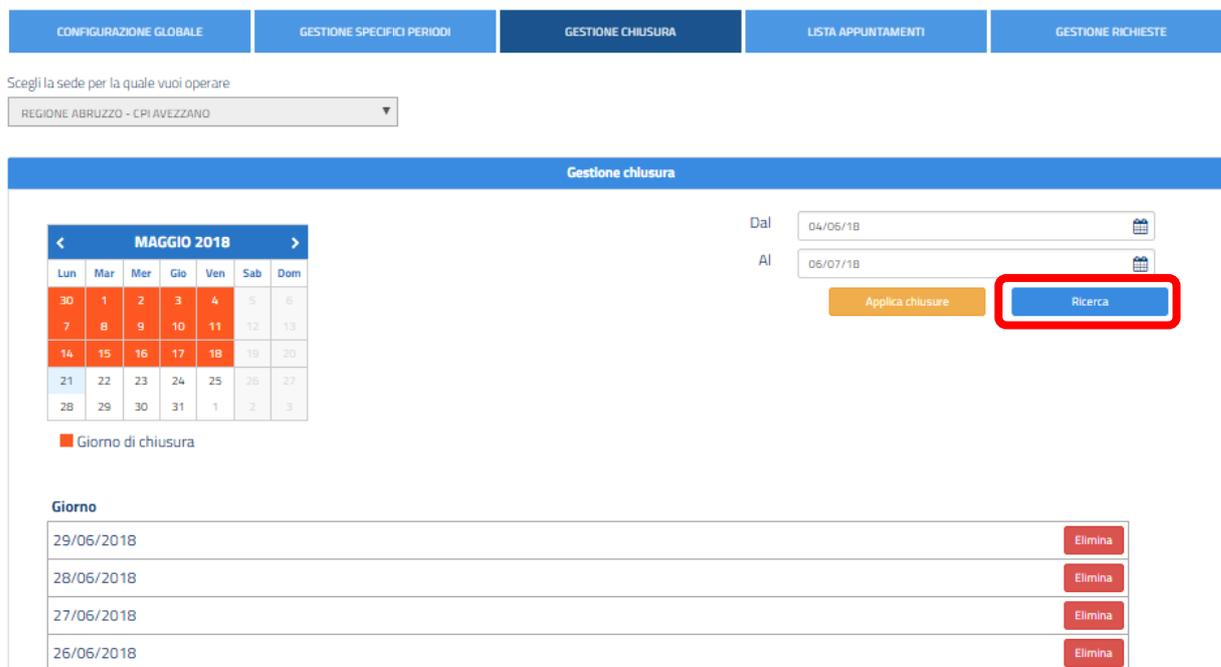 CONFIGURAZIONE GLOBALE GESTIONE SPECIFICI PERIODI GESTIONE CHIUSURA LISTA APPUNTAMENTI GESTIONE RICHIESTE
Scegli la sede per la quale vuoi operare
REGIONE ABRUZZO - CPI AVEZZANO
Gestione chiusura
MAGGIO 2018
Lun Mar Mer Gio Ven Sab Dom
30 1 2 3 4 5 6
7 8 9 10 11 12 13
14 15 16 17 18 19 20
21 22 23 24 25 26 27
28 29 30 31 1 2 3
Giorno di chiusura
Dal 04/06/18
Al 06/07/18
Applica chiusure Ricerca
Giorno
29/06/2018 Elimina
28/06/2018 Elimina
27/06/2018 Elimina
26/06/2018 Elimina